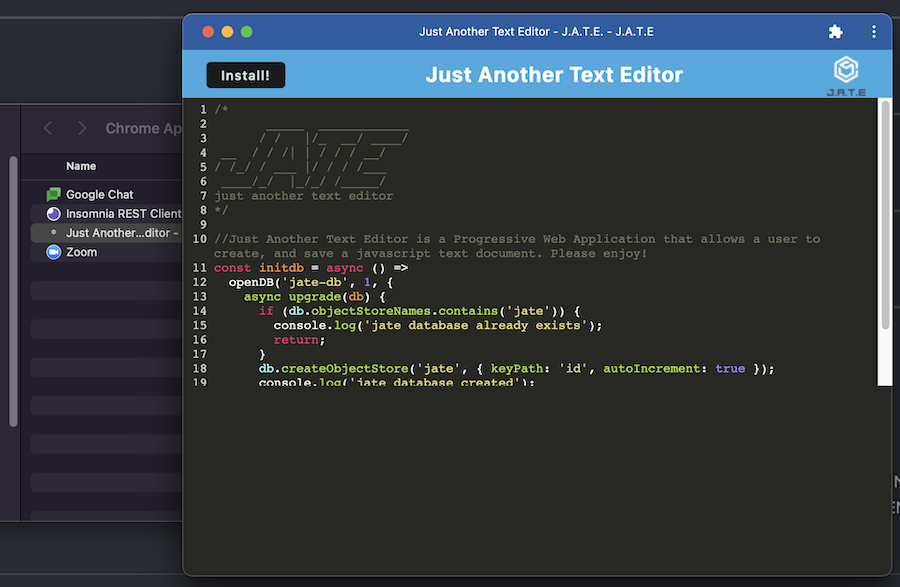 Just Another Text Editor - J.A.T.E. - J.A.T.E
Install!
Just Another Text Editor
J.A.T.E
Chrome Ap
Name
Google Chat
Insomnia REST Client
Just Another...ditor -
Zoom
1 /*
2
3
4
5
6
JATE
7 just another text editor
8 */
9
10 //Just Another Text Editor is a Progressive Web Application that allows a user to
create, and save a javascript text document. Please enjoy!
11 const initdb = async () =>
12 openDB('jate-db', 1, {
13 async upgrade(db) {
14 if (db.objectStoreNames.contains('jate')) {
15 console.log('jate database already exists');
16 return;
17 }
18 db.createObjectStore('jate', { keyPath: 'id', autoIncrement: true });
19 console.log('jate database created');